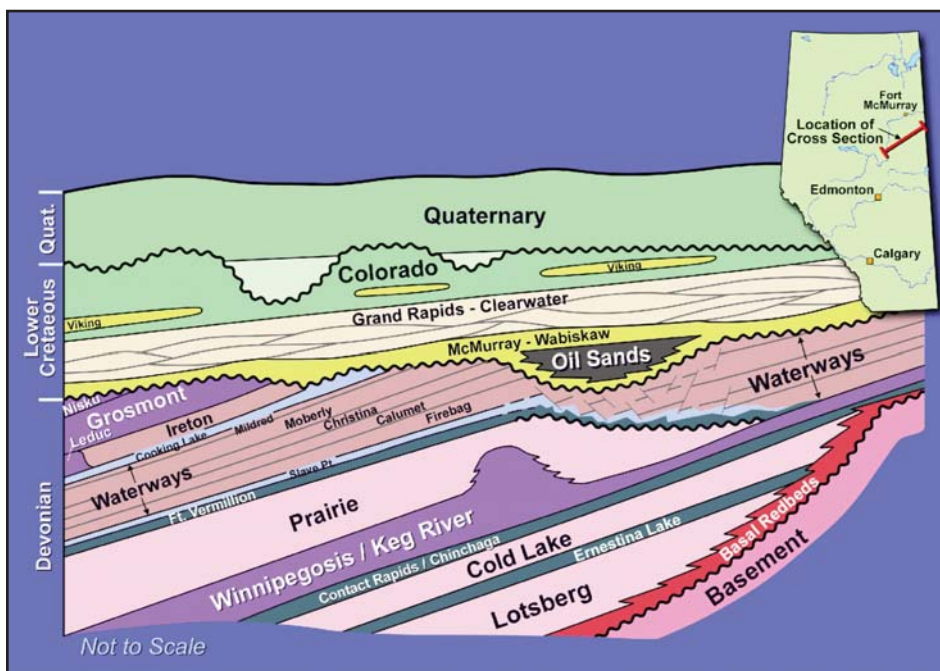 Fort
McMurray
Location of
Cross Section
Edmonton
Calgary
Quat.
Lower
Cretaeous
Devonian
Quaternary
Colorado
Viking
Viking
Grand Rapids - Clearwater
McMurray - Wabiskaw
Oil Sands
Nisku
Grosmont
Leduc
Ireton
Cooking Lake
Mildred
Moberly
Christina
Calumet
Firebag
Waterways
Waterways
Slave Pt.
Ft. Vermillion
Prairie
Winnipegosis / Keg River
Contact Rapids / Chinchaga
Cold Lake
Ernestina Lake
Lotsberg
Basal Redbeds
Basement
Not to Scale